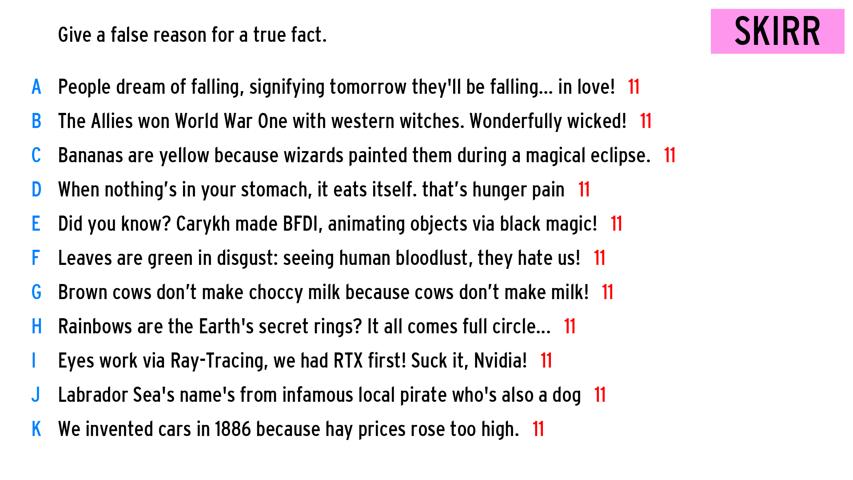 Give a false reason for a true fact.
SKIRR
A People dream of falling, signifying tomorrow they'll be falling... in love! 11
B The Allies won World War One with western witches. Wonderfully wicked! 11
C Bananas are yellow because wizards painted them during a magical eclipse. 11
D When nothing’s in your stomach, it eats itself. that’s hunger pain 11
E Did you know? Carykh made BFDI, animating objects via black magic! 11
F Leaves are green in disgust: seeing human bloodlust, they hate us! 11
G Brown cows don’t make choccy milk because cows don’t make milk! 11
H Rainbows are the Earth's secret rings? It all comes full circle... 11
I Eyes work via Ray-Tracing, we had RTX first! Suck it, Nvidia! 11
J Labrador Sea's name's from infamous local pirate who's also a dog 11
K We invented cars in 1886 because hay prices rose too high. 11